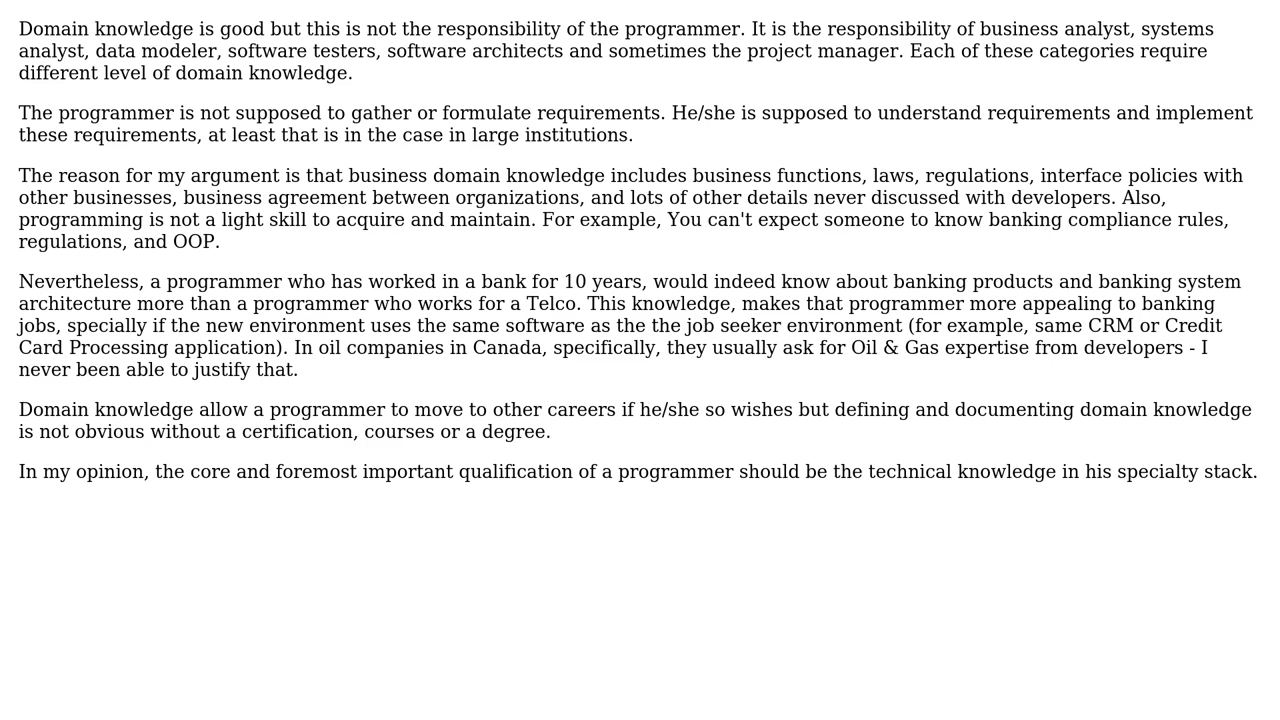 Domain knowledge is good but this is not the responsibility of the programmer. It is the responsibility of business analyst, systems
analyst, data modeler, software testers, software architects and sometimes the project manager. Each of these categories require
different level of domain knowledge.
The programmer is not supposed to gather or formulate requirements. He/she is supposed to understand requirements and implement
these requirements, at least that is in the case in large institutions.
The reason for my argument is that business domain knowledge includes business functions, laws, regulations, interface policies with
other businesses, business agreement between organizations, and lots of other details never discussed with developers. Also,
programming is not a light skill to acquire and maintain. For example, You can't expect someone to know banking compliance rules,
regulations, and OOP.
Nevertheless, a programmer who has worked in a bank for 10 years, would indeed know about banking products and banking system
architecture more than a programmer who works for a Telco. This knowledge, makes that programmer more appealing to banking
jobs, specially if the new environment uses the same software as the the job seeker environment (for example, same CRM or Credit
Card Processing application). In oil companies in Canada, specifically, they usually ask for Oil & Gas expertise from developers - I
never been able to justify that.
Domain knowledge allow a programmer to move to other careers if he/she so wishes but defining and documenting domain knowledge
is not obvious without a certification, courses or a degree.
In my opinion, the core and foremost important qualification of a programmer should be the technical knowledge in his specialty stack.